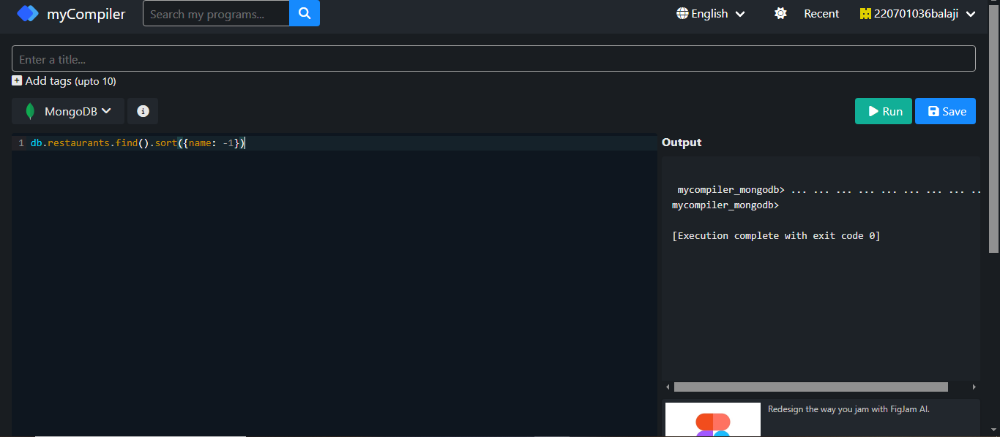 myCompiler Search my programs... English Recent 220701036balaji
Enter a title...
Add tags (upto 10)
MongoDB Run Save
1 db.restaurants.find().sort({name: -1})
Output
mycompiler_mongodb> ... ... ... ... ... ... ... ... ..
mycompiler_mongodb>
[Execution complete with exit code 0]
Redesign the way you jam with FigJam AI.